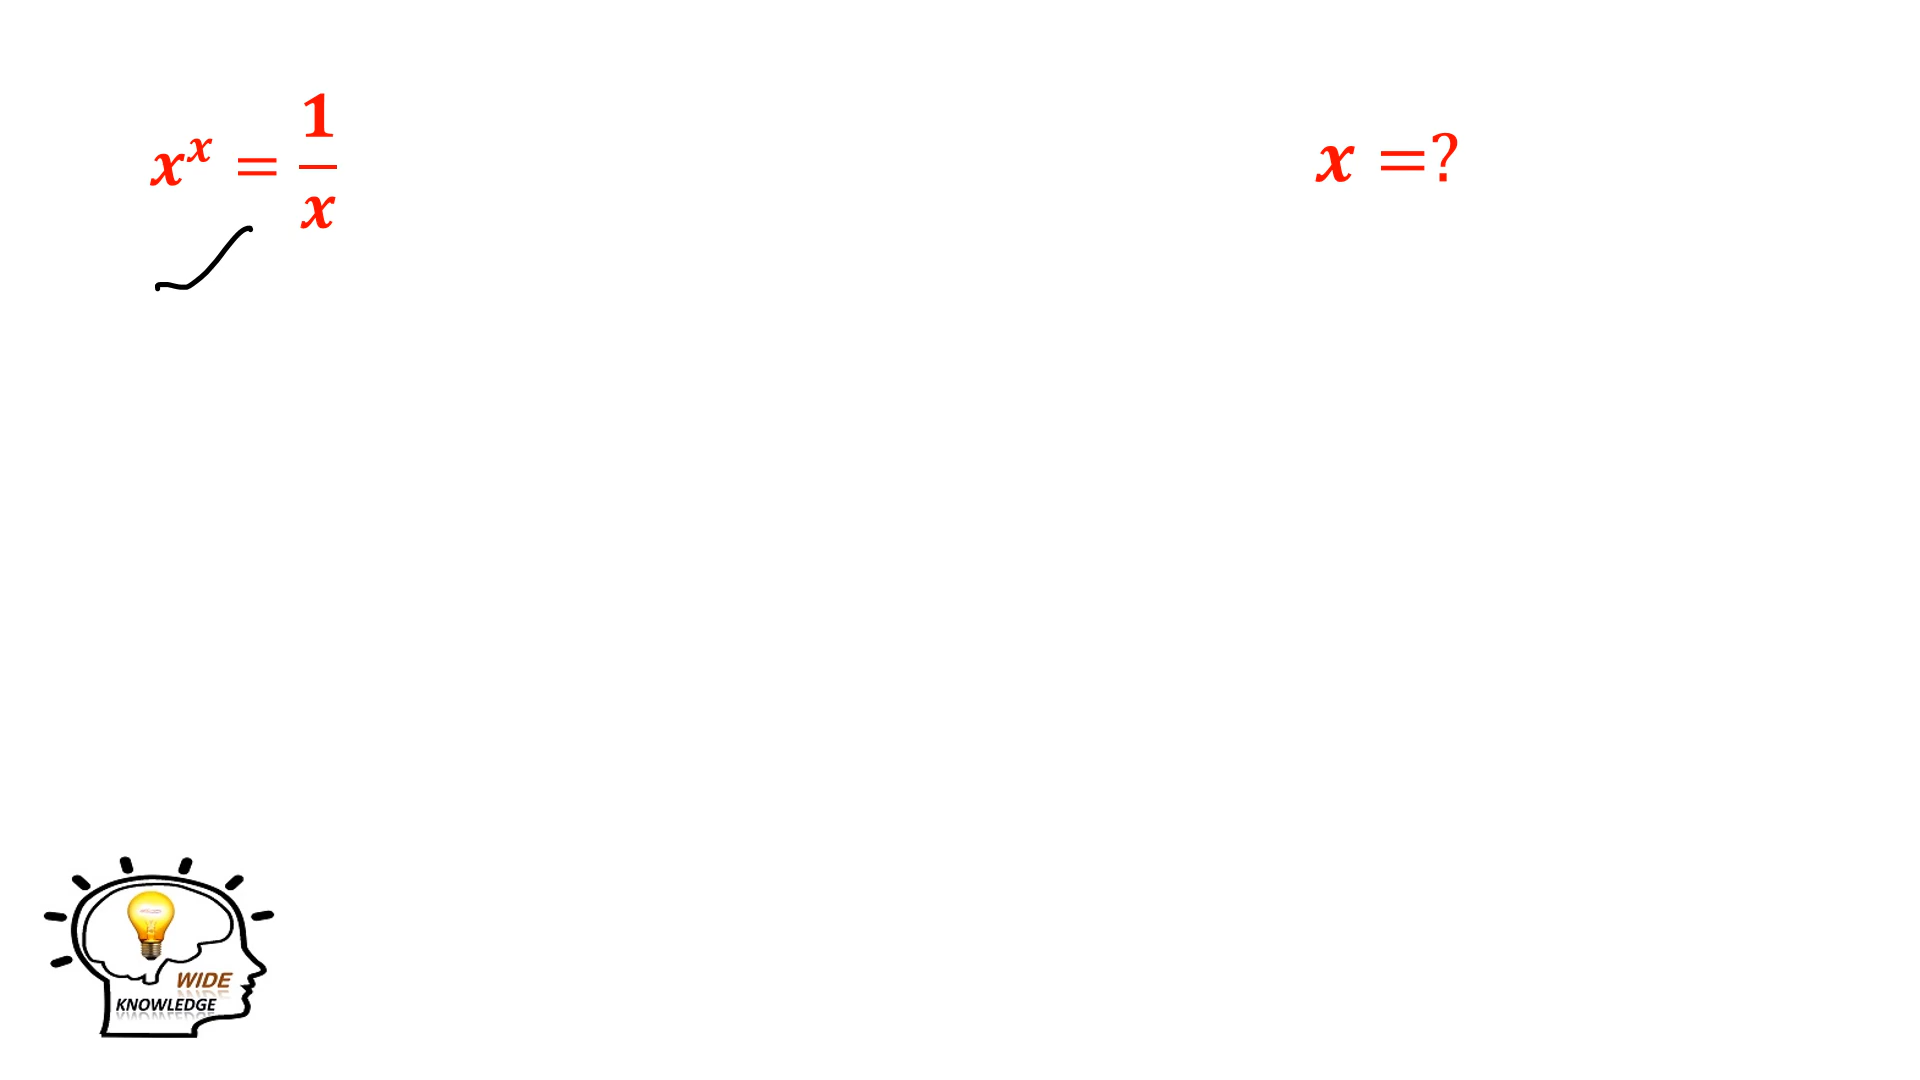 x^x = 1/x
x =?
WIDE
KNOWLEDGE